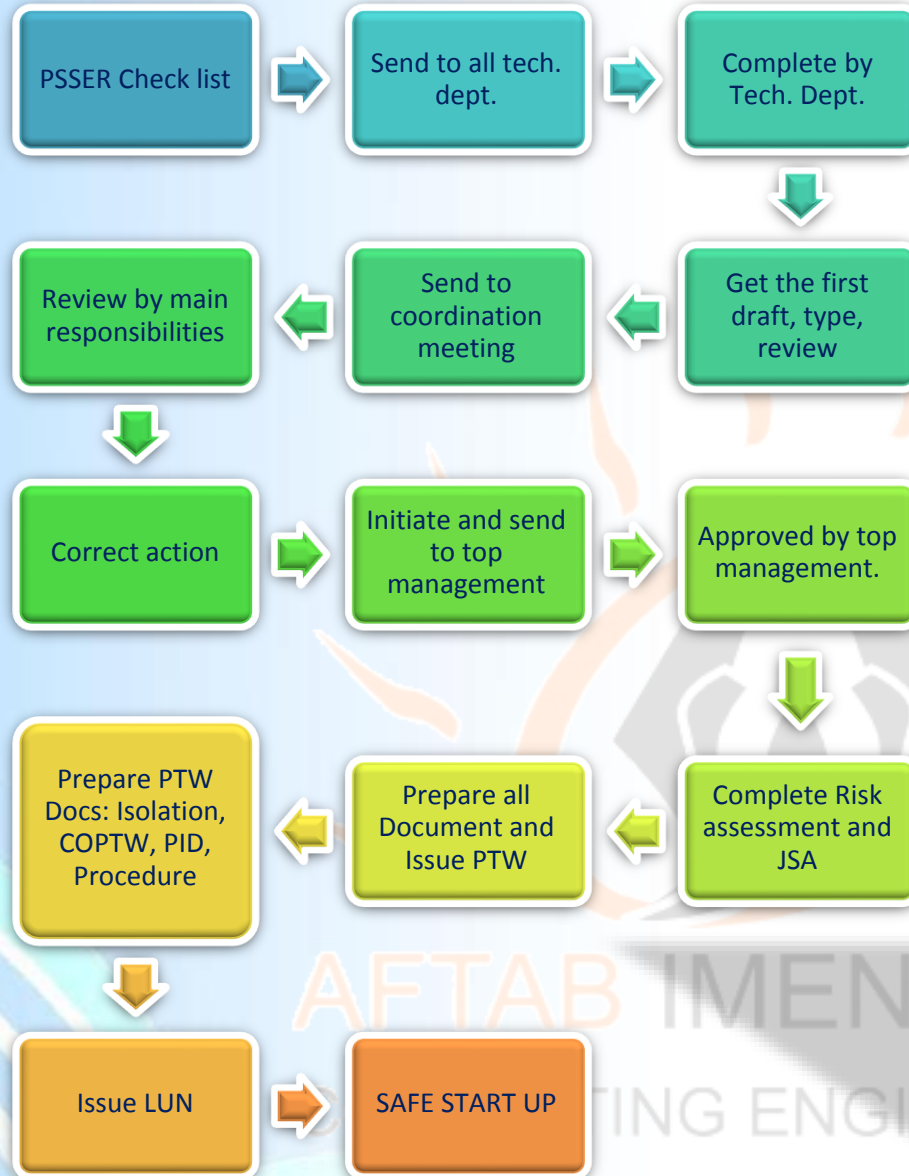 PSSER Check list
Send to all tech.
dept.
Complete by
Tech. Dept.
Get the first
draft, type,
review
Send to
coordination
meeting
Review by main
responsibilities
Correct action
Initiate and send
to top
management
Approved by top
management.
Complete Risk
assessment and
JSA
Prepare all
Document and
Issue PTW
Prepare PTW
Docs: Isolation,
COPTW, PID,
Procedure
Issue LUN
SAFE START UP
AFTAB IMEN
TING ENGI